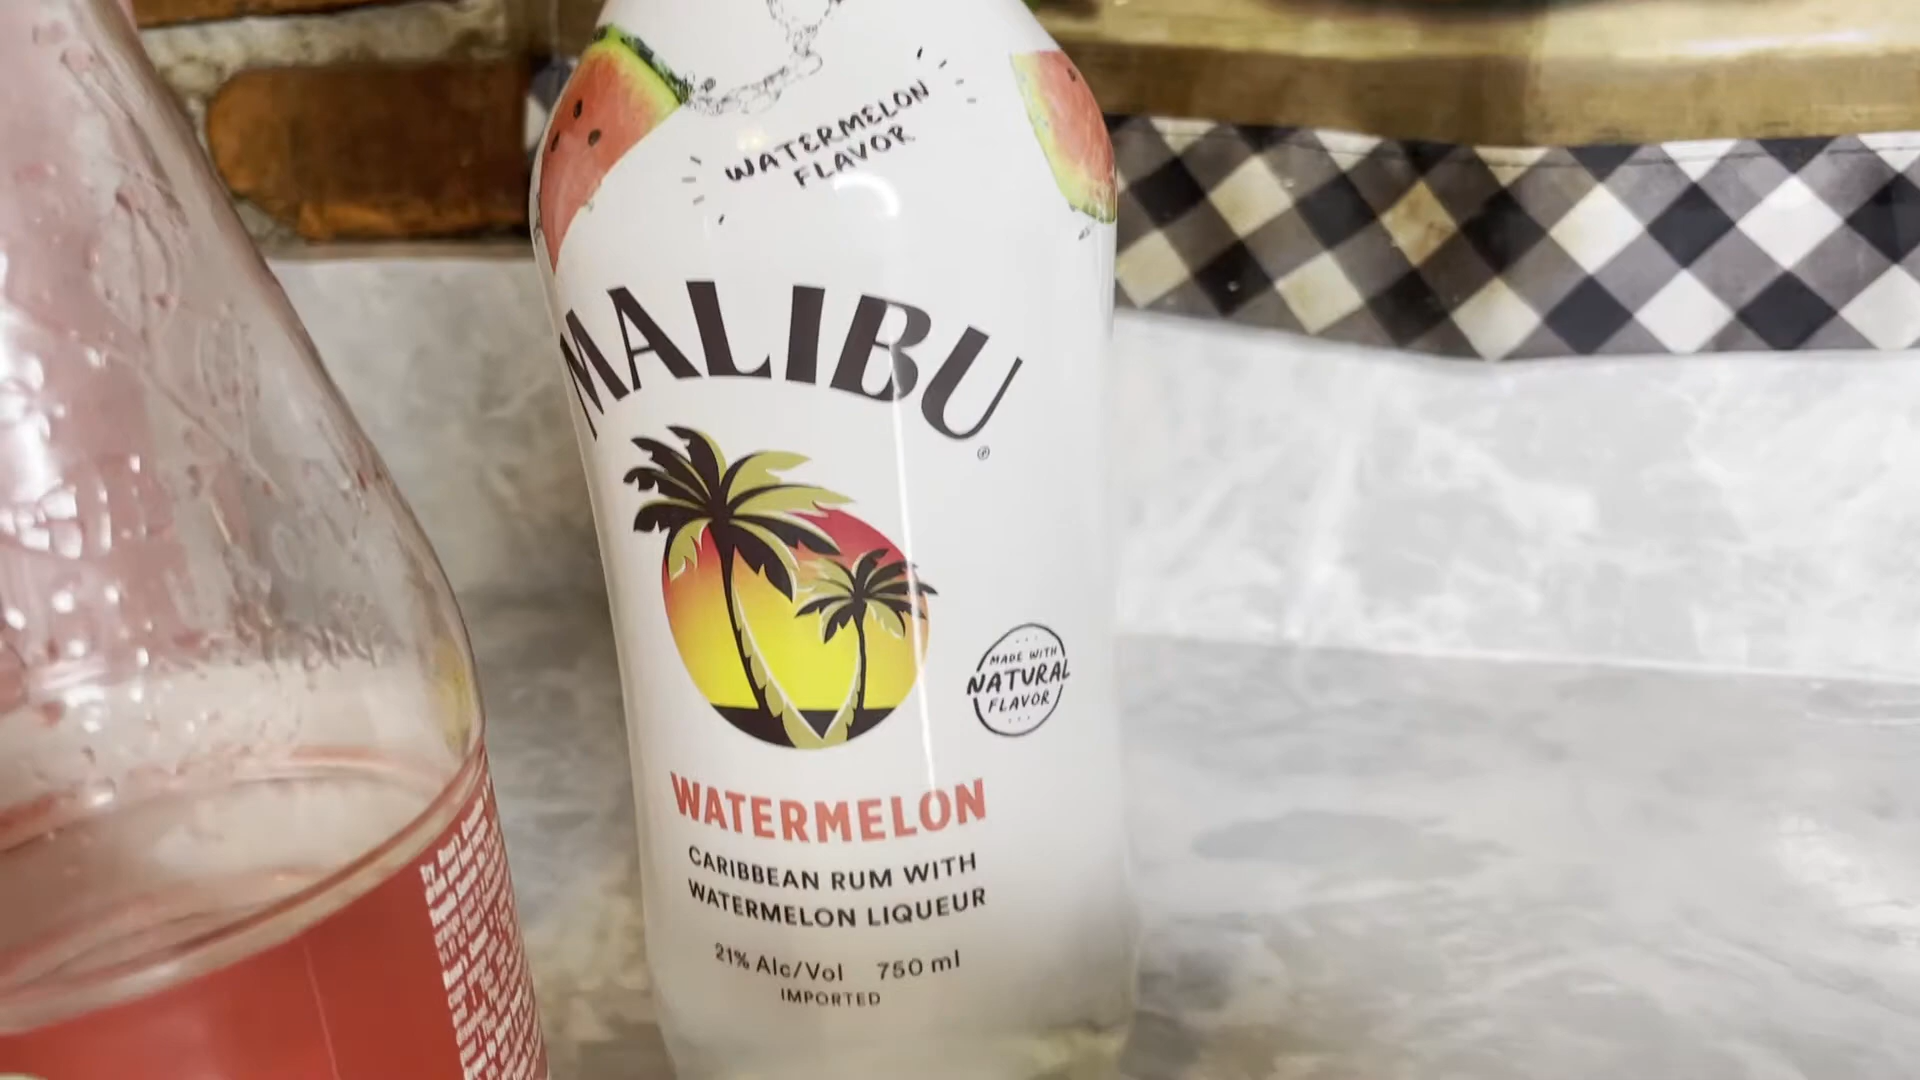 WATERMELON
FLAVOR
MALIBU®
MADE WITH
NATURAL
FLAVOR
WATERMELON
CARIBBEAN RUM WITH
WATERMELON LIQUEUR
21% Alc/Vol 750 ml
IMPORTED